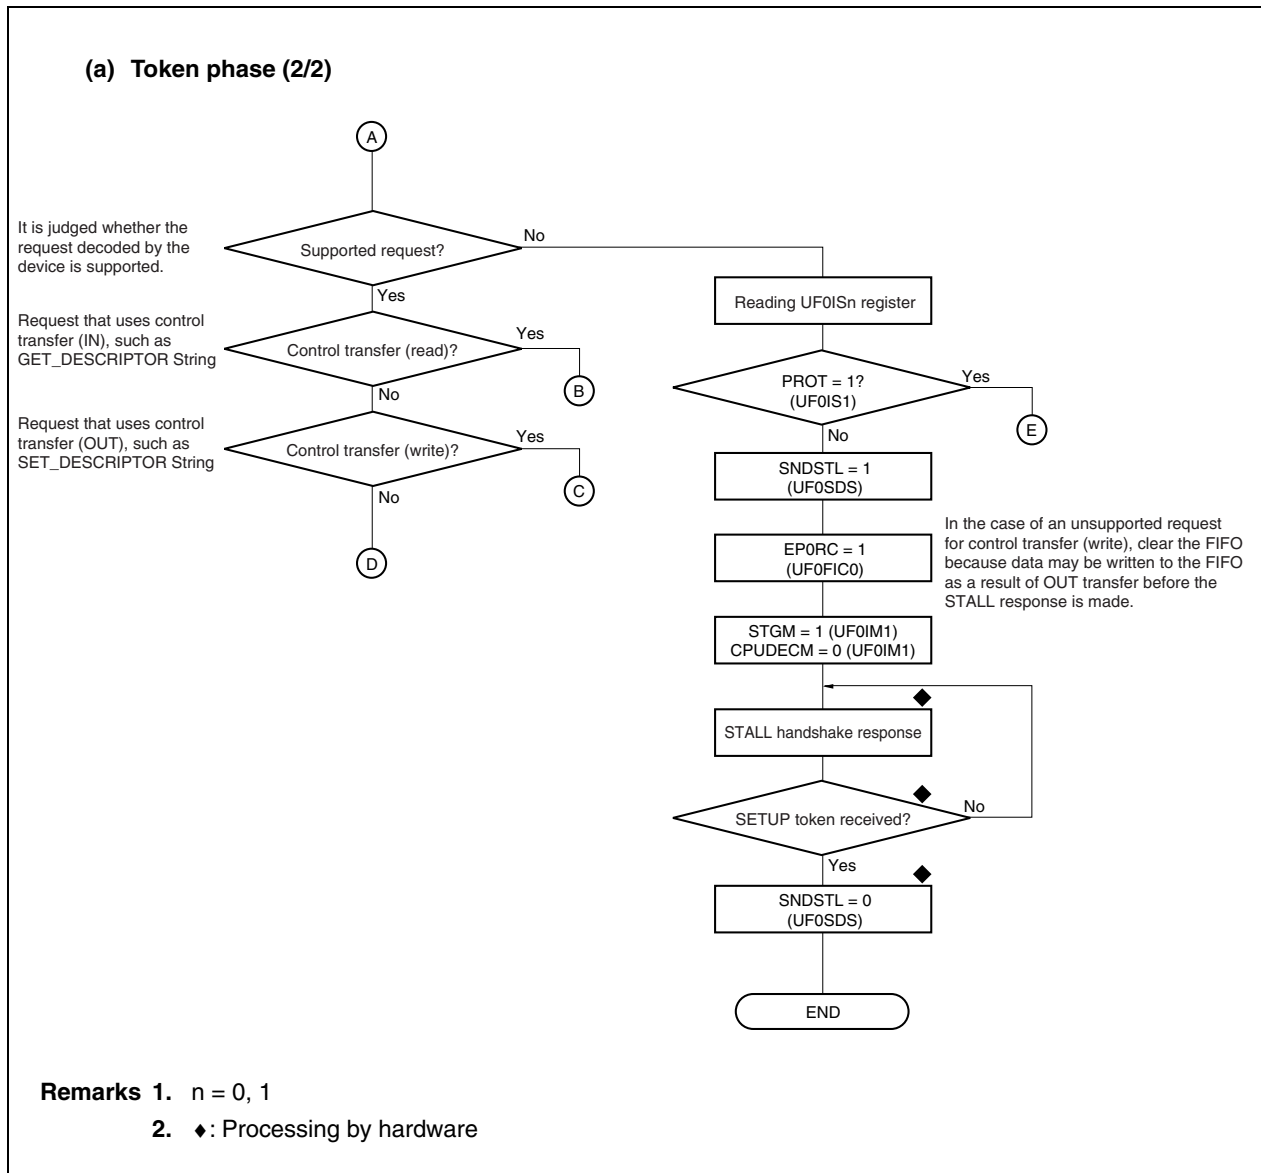 (a) Token phase (2/2)
A
It is judged whether the
request decoded by the
device is supported.
Supported request?
No
Yes
Request that uses control
transfer (IN), such as
GET_DESCRIPTOR String
Control transfer (read)?
Yes
B
No
Request that uses control
transfer (OUT), such as
SET_DESCRIPTOR String
Control transfer (write)?
Yes
C
No
D
Reading UF0ISn register
PROT = 1?
(UF0IS1)
Yes
E
No
SNDSTL = 1
(UF0SDS)
EP0RC = 1
(UF0FIC0)
In the case of an unsupported request
for control transfer (write), clear the FIFO
because data may be written to the FIFO
as a result of OUT transfer before the
STALL response is made.
STGM = 1 (UF0IM1)
CPUDECM = 0 (UF0IM1)
◆
STALL handshake response
◆
SETUP token received?
No
Yes
◆
SNDSTL = 0
(UF0SDS)
END
Remarks 1. n = 0, 1
2. ♦: Processing by hardware